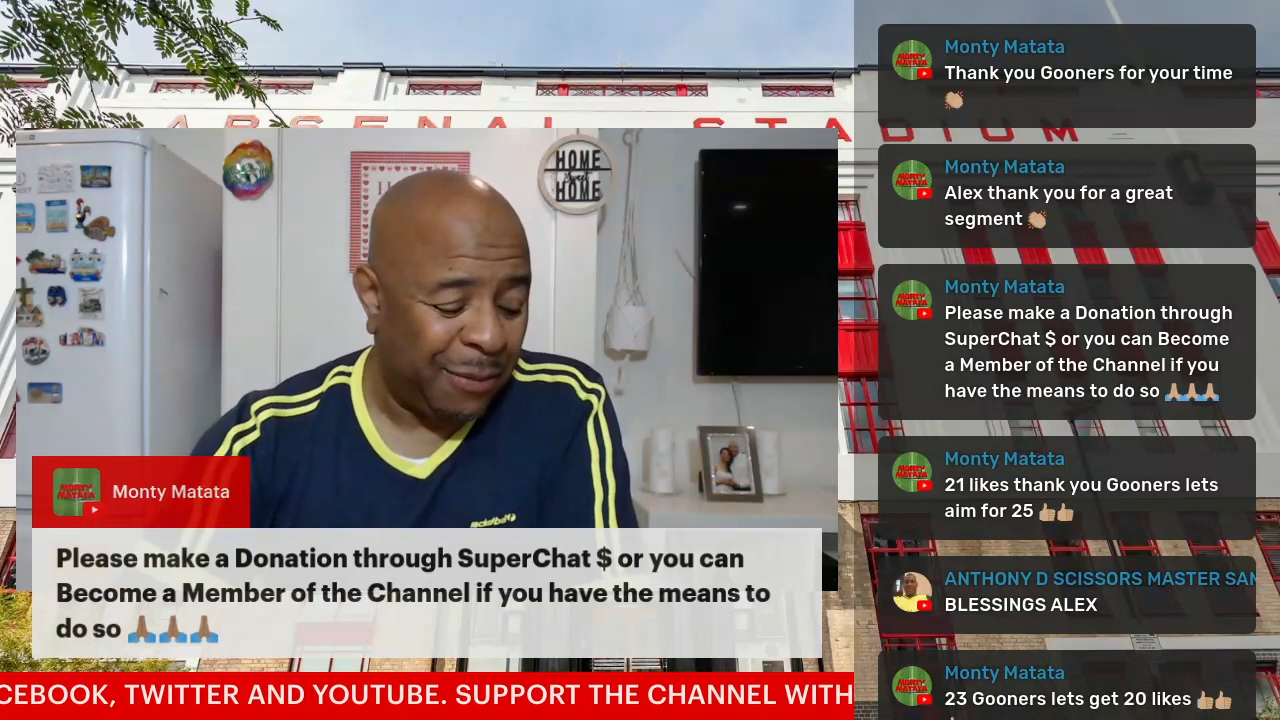 ARSENAL STADIUM
HOME
Sweet
HOME
MONTY
MATATA
Monty Matata
Please make a Donation through SuperChat $ or you can
Become a Member of the Channel if you have the means to
do so 🙏🏽🙏🏽🙏🏽
CEBOOK, TWITTER AND YOUTUBE. SUPPORT THE CHANNEL WITH
Monty Matata
Thank you Gooners for your time
👏🏼
Monty Matata
Alex thank you for a great
segment 👏🏼
Monty Matata
Please make a Donation through
SuperChat $ or you can Become
a Member of the Channel if you
have the means to do so 🙏🏽🙏🏽🙏🏽
Monty Matata
21 likes thank you Gooners lets
aim for 25 👍🏼👍🏼
ANTHONY D SCISSORS MASTER SAN
BLESSINGS ALEX
Monty Matata
23 Gooners lets get 20 likes 👍🏼👍🏼